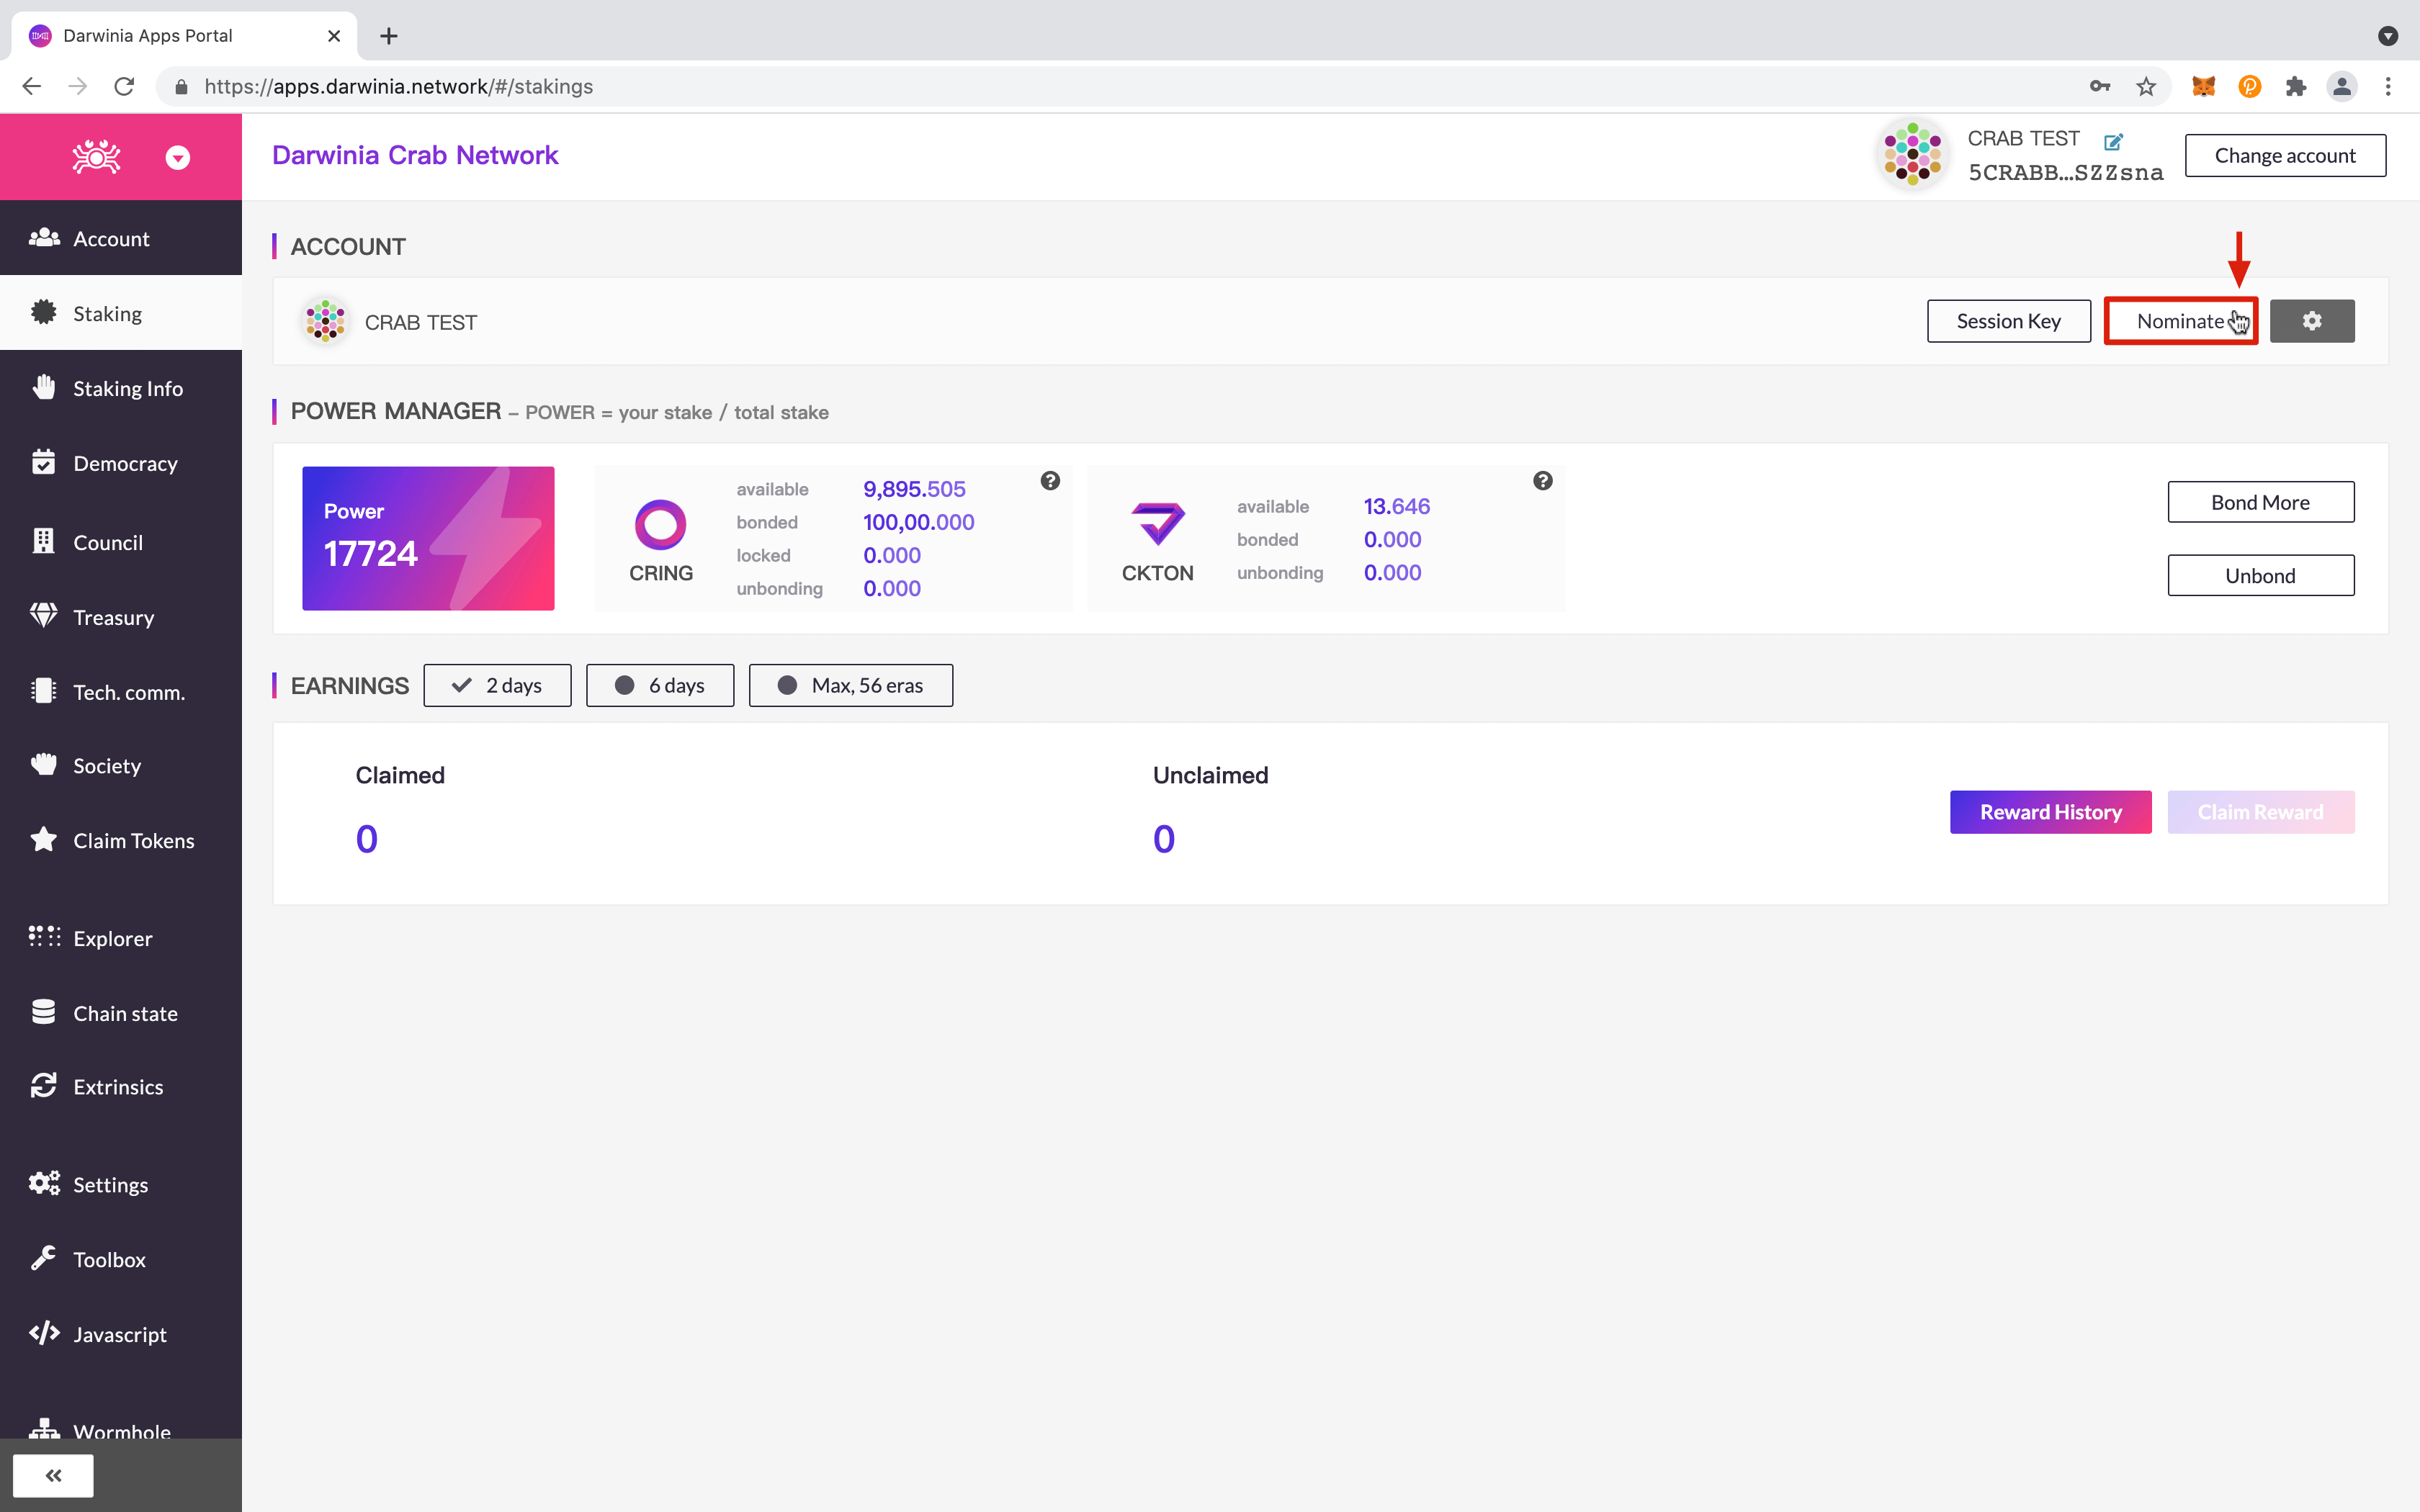 Darwinia Apps Portal
https://apps.darwinia.network/#/stakings
Darwinia Crab Network
CRAB TEST
5CRABB...SZZsna
Change account
Account
Staking
Staking Info
Democracy
Council
Treasury
Tech. comm.
Society
Claim Tokens
Explorer
Chain state
Extrinsics
Settings
Toolbox
Javascript
Wormhole
ACCOUNT
CRAB TEST
Session Key
Nominate
POWER MANAGER – POWER = your stake / total stake
Power
17724
CRING
available 9,895.505
bonded 100,00.000
locked 0.000
unbonding 0.000
CKTON
available 13.646
bonded 0.000
unbonding 0.000
Bond More
Unbond
EARNINGS
2 days
6 days
Max, 56 eras
Claimed
0
Unclaimed
0
Reward History
Claim Reward